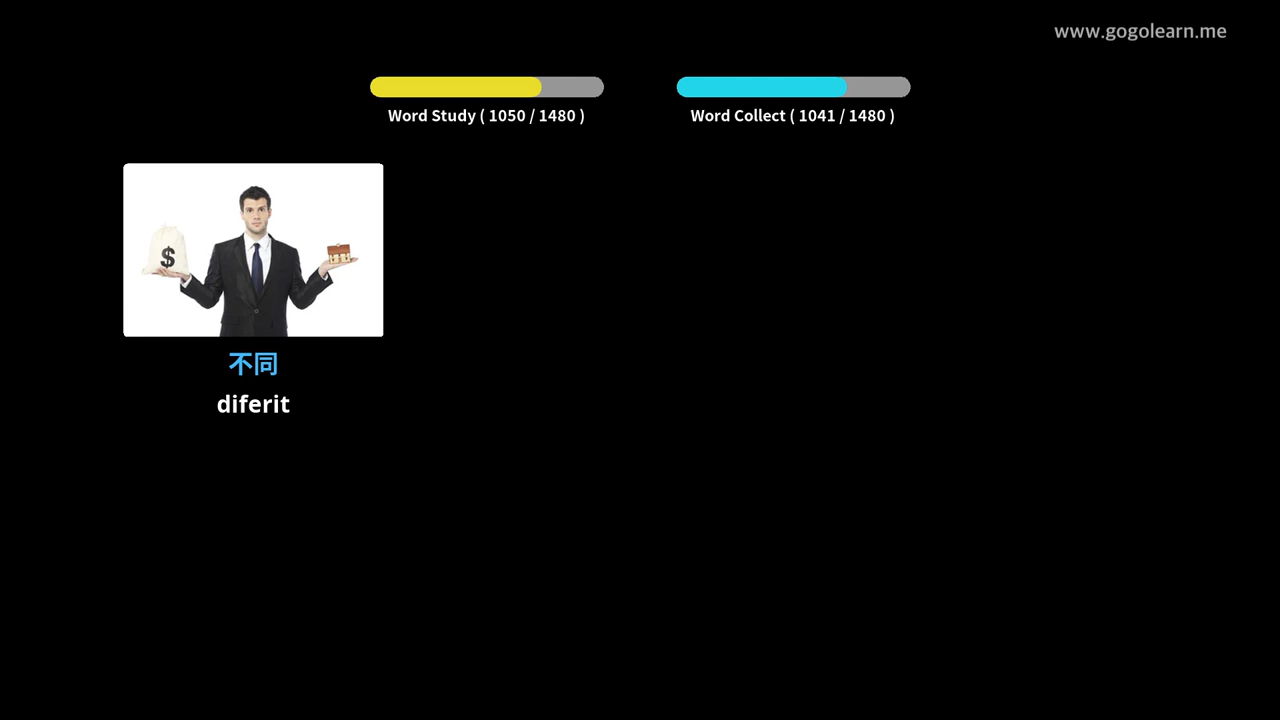 www.gogolearn.me
Word Study ( 1050 / 1480 )
Word Collect ( 1041 / 1480 )
$
不同
diferit